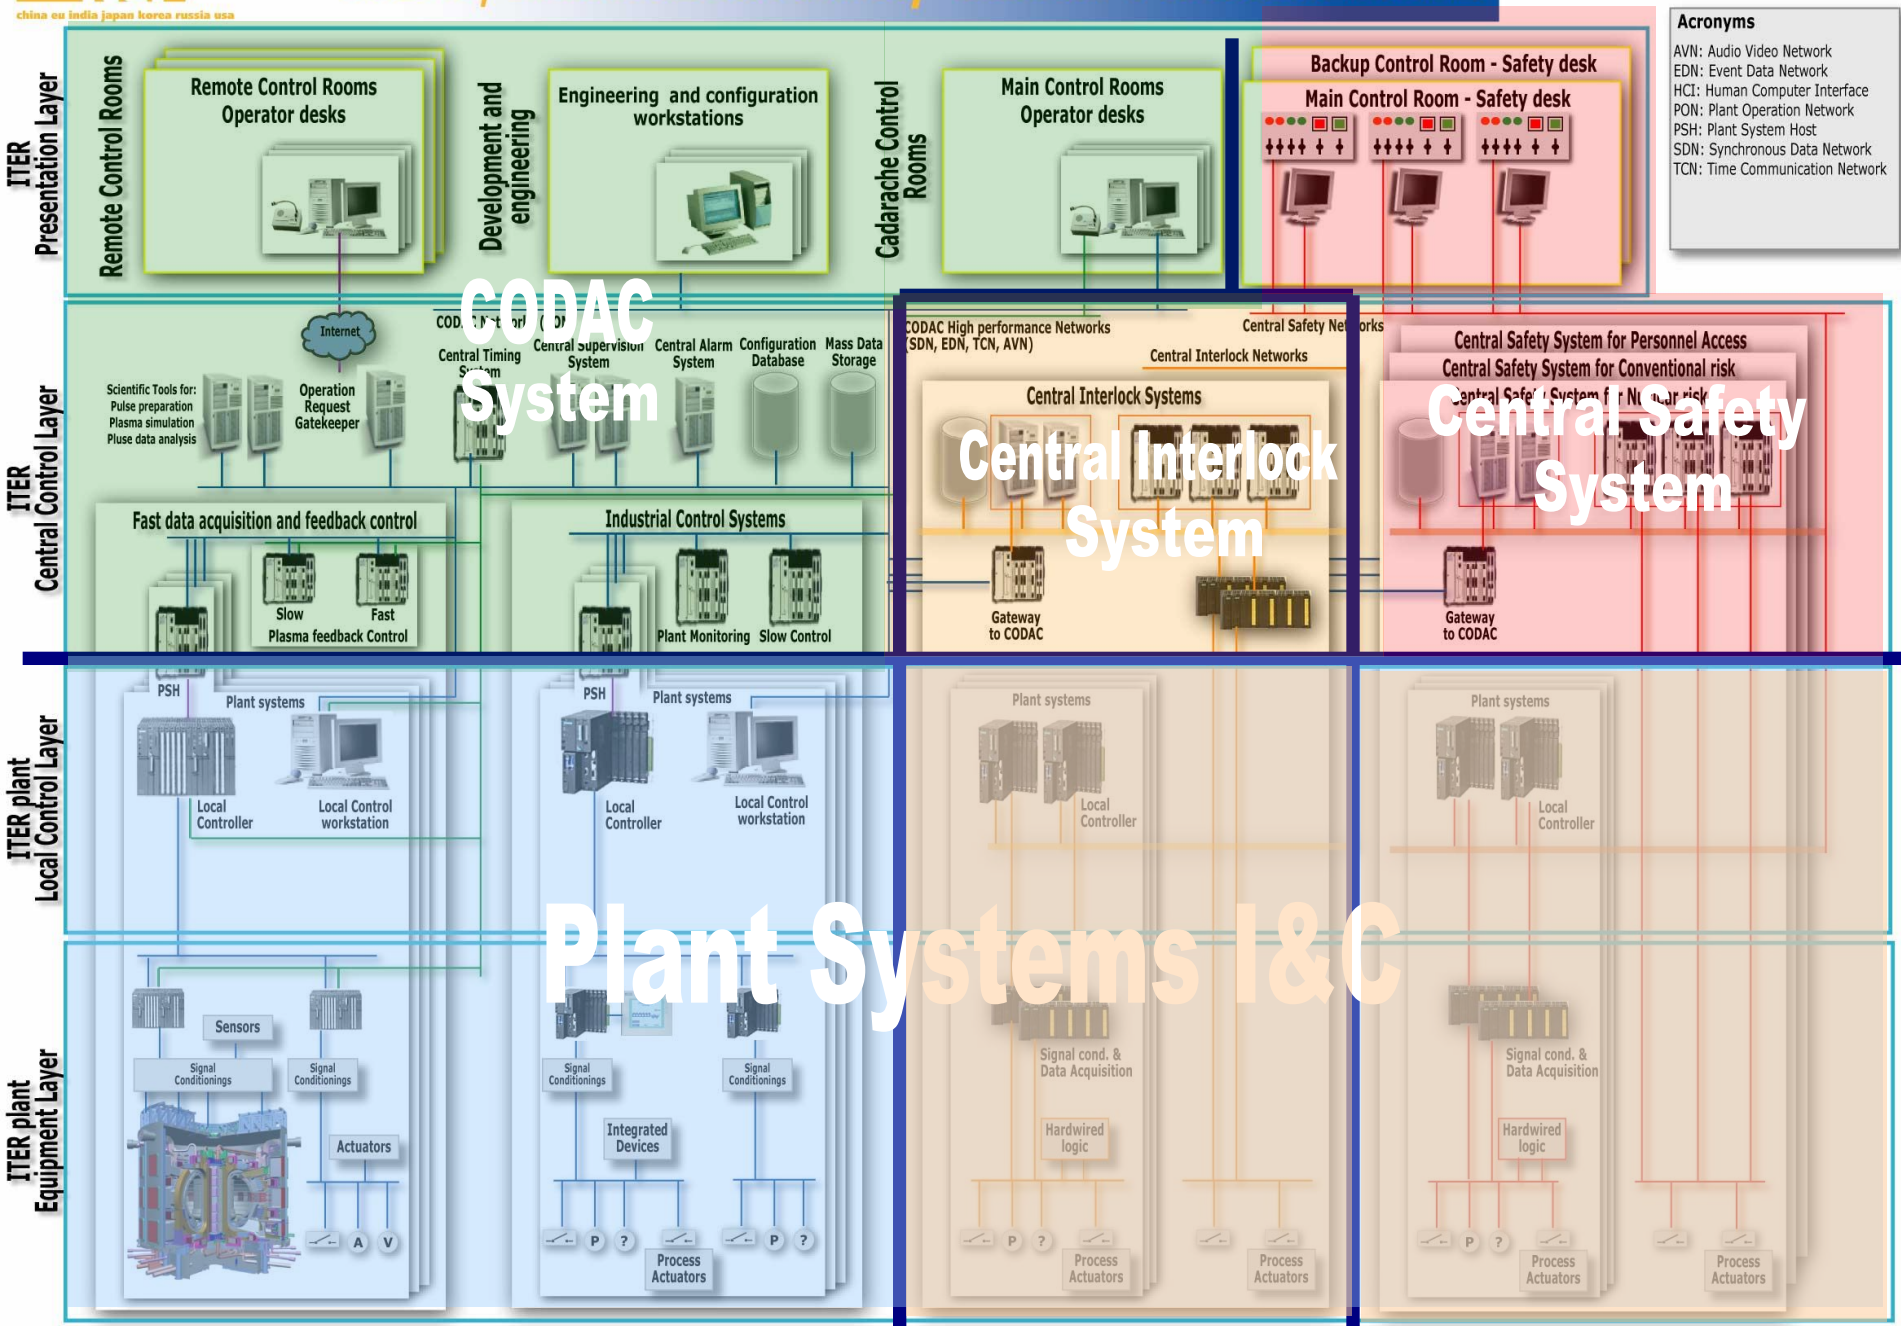 china eu india japan korea russia usa
Acronyms
AVN: Audio Video Network
EDN: Event Data Network
HCI: Human Computer Interface
PON: Plant Operation Network
PSH: Plant System Host
SDN: Synchronous Data Network
TCN: Time Communication Network
ITER
Presentation Layer
Remote Control Rooms
Remote Control Rooms
Operator desks
Development and
engineering
Engineering and configuration
workstations
Cadarache Control
Rooms
Main Control Rooms
Operator desks
Backup Control Room - Safety desk
Main Control Room - Safety desk
ITER
Central Control Layer
CODAC
System
Internet
Central Timing
System
Central Supervision
System
Central Alarm
System
Configuration
Database
Mass Data
Storage
Scientific Tools for:
Pulse preparation
Plasma simulation
Pluse data analysis
Operation
Request
Gatekeeper
CODAC High performance Networks
(SDN, EDN, TCN, AVN)
Central Interlock Networks
Central Safety Networks
Central Interlock Systems
Central Interlock
System
Gateway
to CODAC
Central Safety System for Personnel Access
Central Safety System for Conventional risk
Central Safety System for Nuclear risk
Central Safety
System
Gateway
to CODAC
Fast data acquisition and feedback control
Slow
Fast
Plasma feedback Control
Industrial Control Systems
Plant Monitoring
Slow Control
ITER plant
Local Control Layer
PSH
Plant systems
Local
Controller
Local Control
workstation
PSH
Plant systems
Local
Controller
Local Control
workstation
Plant systems
Local
Controller
Plant systems
Local
Controller
Plant Systems I&C
ITER plant
Equipment Layer
Sensors
Signal
Conditionings
Signal
Conditionings
Actuators
A
V
Signal
Conditionings
Signal
Conditionings
Integrated
Devices
P
?
P
?
Process
Actuators
Signal cond. &
Data Acquisition
Hardwired
logic
P
?
Process
Actuators
Process
Actuators
Signal cond. &
Data Acquisition
Hardwired
logic
P
?
Process
Actuators
Process
Actuators